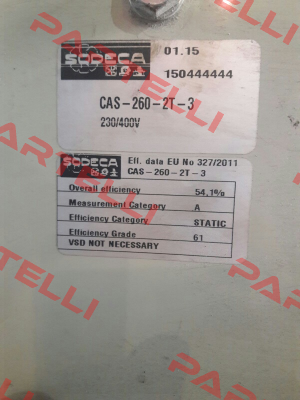 SODECA
01.15
150444444
CAS-260-2T-3
230/400V
SODECA
Eff. data EU No 327/2011
CAS-260-2T-3
Overall efficiency 54,1%
Measurement Category A
Efficiency Category STATIC
Efficiency Grade 61
VSD NOT NECESSARY
PARTELLI
PARTELLI
PARTELLI